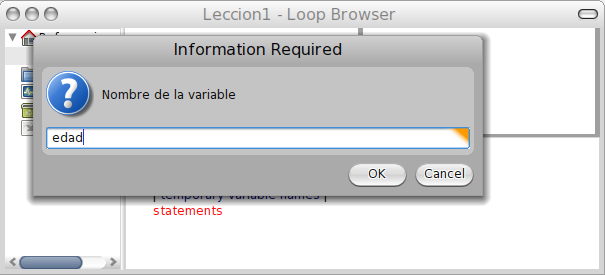 Leccion1 - Loop Browser
Information Required
Nombre de la variable
edad
OK
Cancel
| temporary variable names |
statements